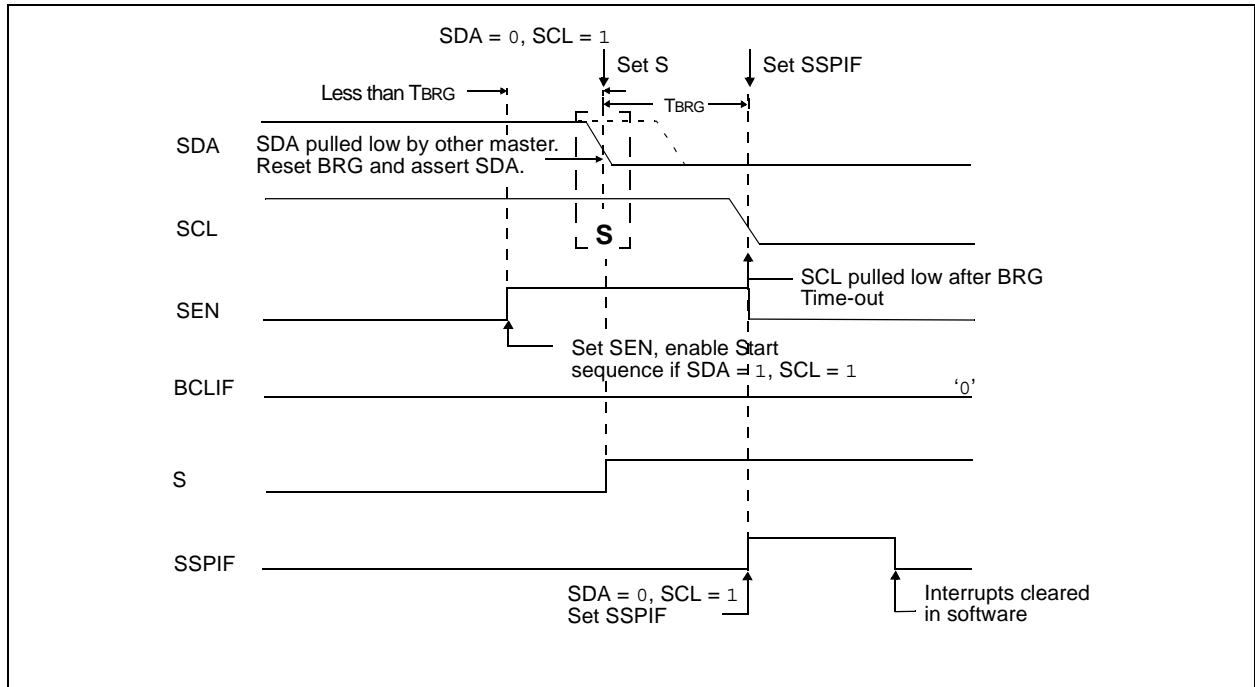 SDA = 0, SCL = 1
Set S
Set SSPIF
Less than TBRG
TBRG
SDA
SDA pulled low by other master.
Reset BRG and assert SDA.
SCL
S
SCL pulled low after BRG
Time-out
SEN
Set SEN, enable Start
sequence if SDA = 1, SCL = 1
BCLIF
‘0’
S
SSPIF
SDA = 0, SCL = 1
Set SSPIF
Interrupts cleared
in software